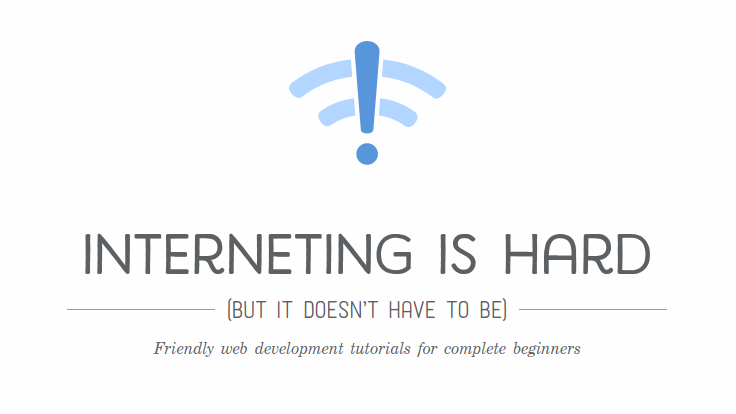 INTERNETING IS HARD
(BUT IT DOESN'T HAVE TO BE)
Friendly web development tutorials for complete beginners